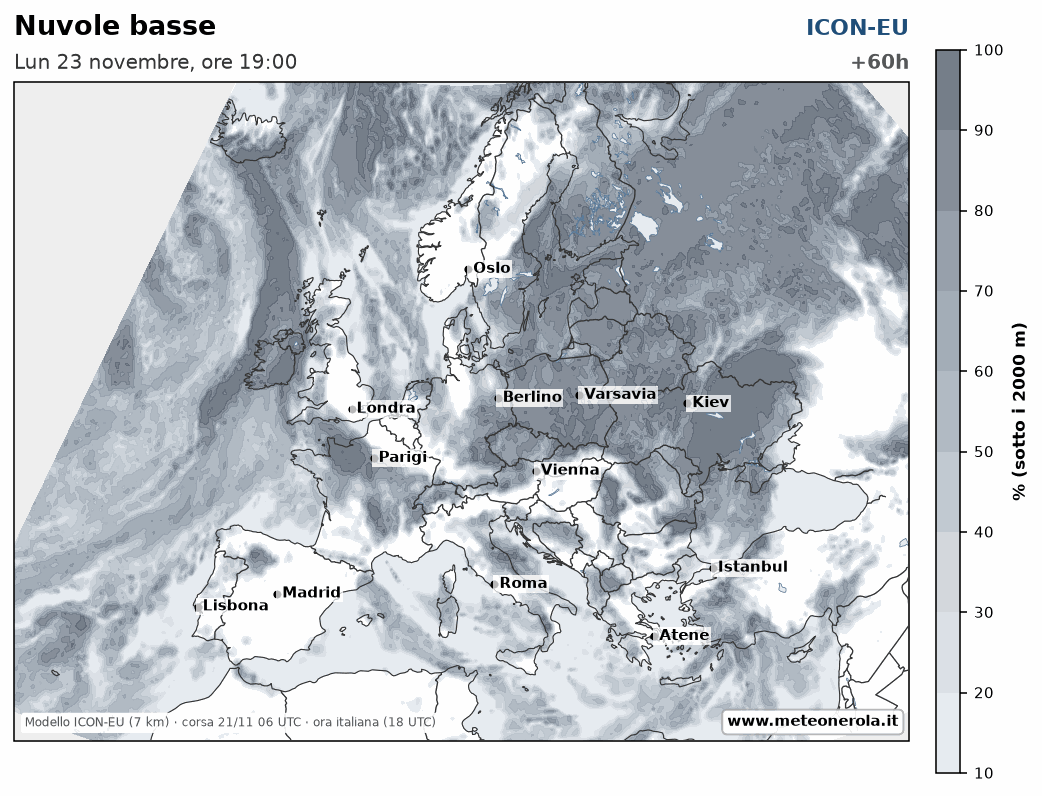 Nuvole basse
ICON-EU
Lun 23 novembre, ore 19:00
+60h
100
90
80
70
60
50
40
30
20
10
% (sotto i 2000 m)
Oslo
Londra
Berlino
Varsavia
Kiev
Parigi
Vienna
Istanbul
Roma
Madrid
Lisbona
Atene
Modello ICON-EU (7 km) · corsa 21/11 06 UTC · ora italiana (18 UTC)
www.meteonerola.it